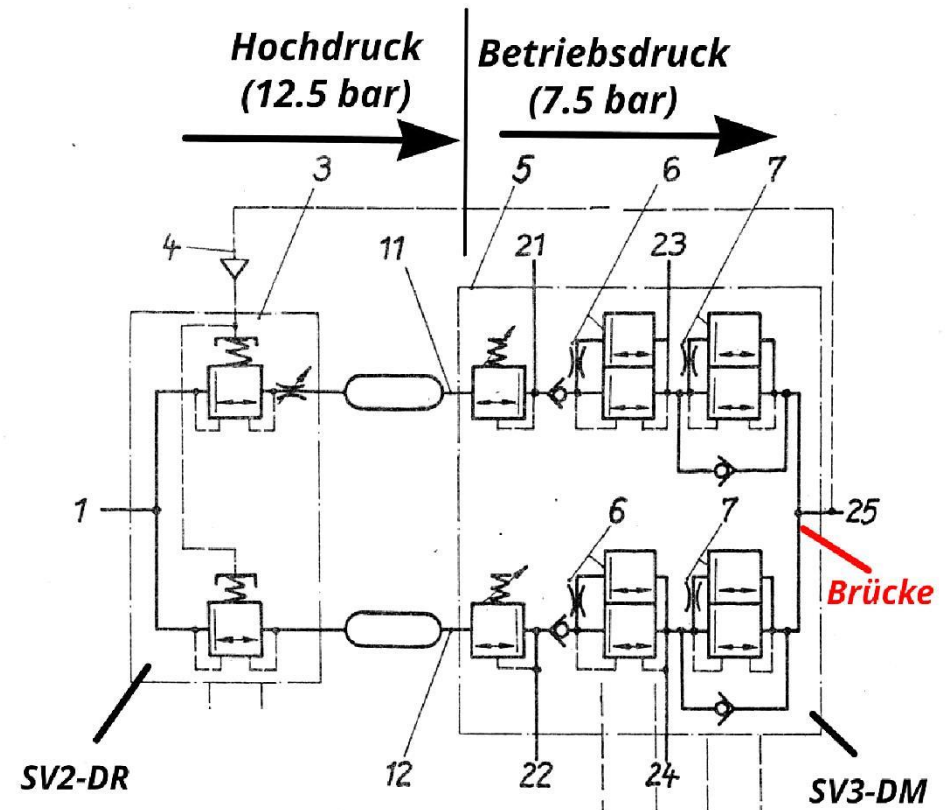 Hochdruck
(12.5 bar)
Betriebsdruck
(7.5 bar)
3
5
6
7
4
11
21
23
1
6
7
25
Brücke
12
22
24
SV2-DR
SV3-DM